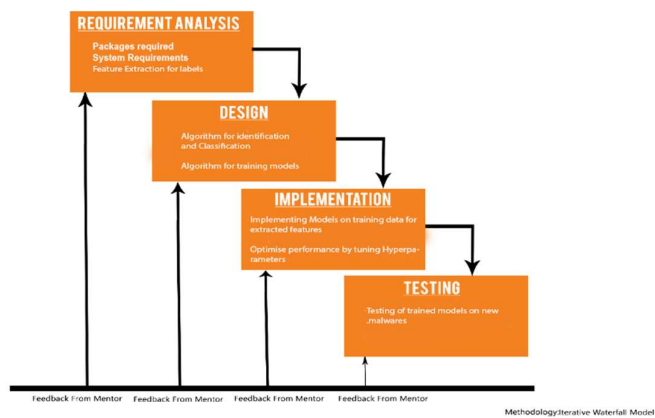 REQUIREMENT ANALYSIS
Packages required
System Requirements
Feature Extraction for labels
DESIGN
Algorithm for identification
and Classification
Algorithm for training models
IMPLEMENTATION
Implementing Models on training data for
extracted features
Optimise performance by tuning Hyperpa-
rameters
TESTING
Testing of trained models on new
.malwares
Feedback From Mentor
Feedback From Mentor
Feedback From Mentor
Feedback From Mentor
Methodology:Iterative Waterfall Model